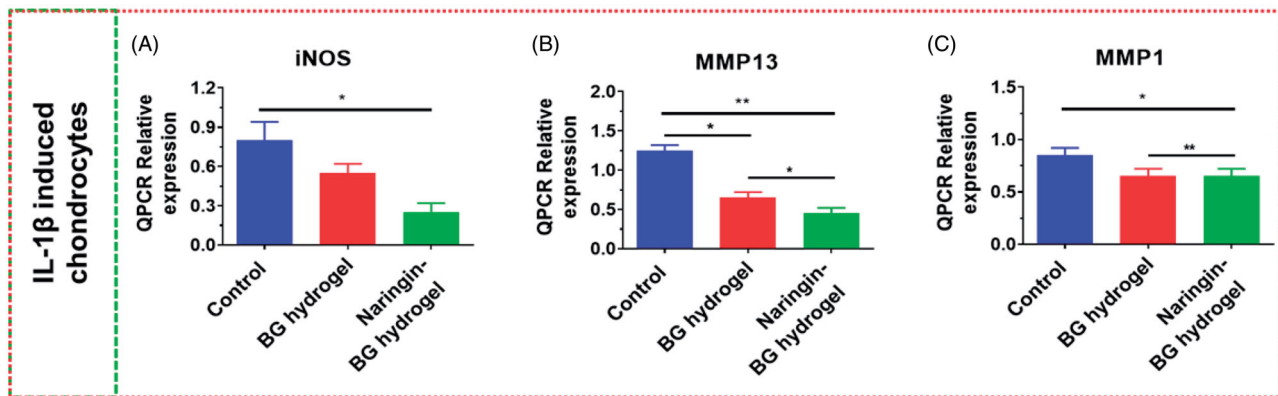 IL-1β induced
chondrocytes
(A)
iNOS
QPCR Relative
expression
1.2
0.9
0.6
0.3
0.0
*
Control
BG hydrogel
Naringin-
BG hydrogel
(B)
MMP13
QPCR Relative
expression
2.0
1.5
1.0
0.5
0.0
**
*
*
Control
BG hydrogel
Naringin-
BG hydrogel
(C)
MMP1
QPCR Relative
expression
1.5
1.0
0.5
0.0
*
**
Control
BG hydrogel
Naringin-
BG hydrogel